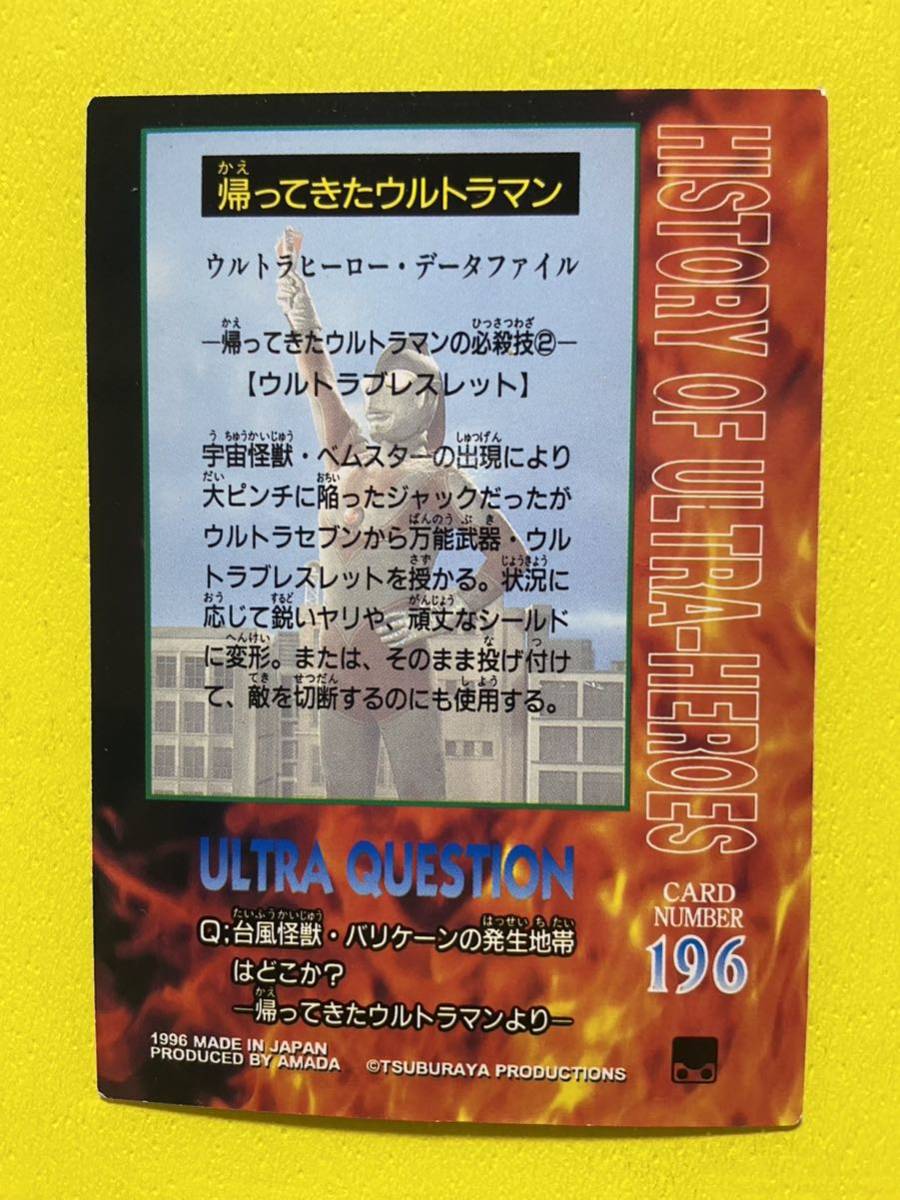 帰ってきたウルトラマン
ウルトラヒーロー・データファイル
―帰ってきたウルトラマンの必殺技②―
【ウルトラブレスレット】
宇宙怪獣・ベムスターの出現により
大ピンチに陥ったジャックだったが
ウルトラセブンから万能武器・ウル
トラブレスレットを授かる。状況に
応じて鋭いヤリや、頑丈なシールド
に変形。または、そのまま投げ付け
て、敵を切断するのにも使用する。
HISTORY OF ULTRA-HEROES
ULTRA QUESTION
Q;台風怪獣・バリケーンの発生地帯
はどこか?
―帰ってきたウルトラマンより―
CARD
NUMBER
196
1996 MADE IN JAPAN
PRODUCED BY AMADA
©TSUBURAYA PRODUCTIONS